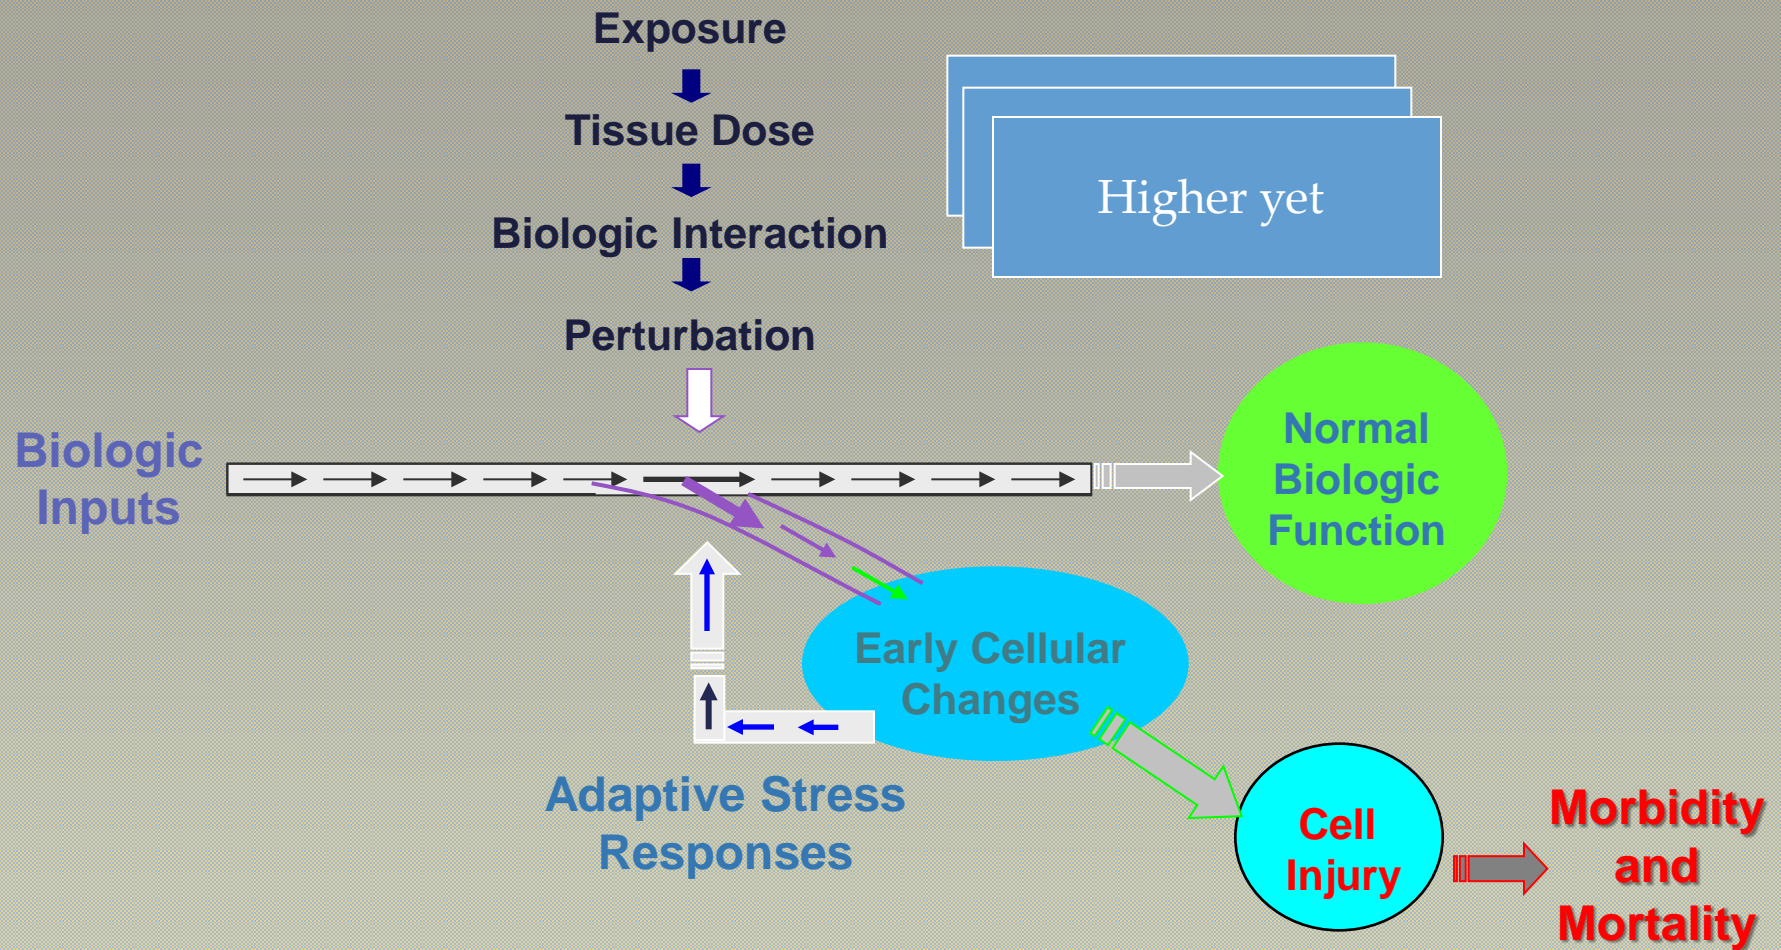 Exposure
Tissue Dose
Biologic Interaction
Perturbation
Higher yet
Biologic
Inputs
Normal
Biologic
Function
Early Cellular
Changes
Adaptive Stress
Responses
Cell
Injury
Morbidity
and
Mortality